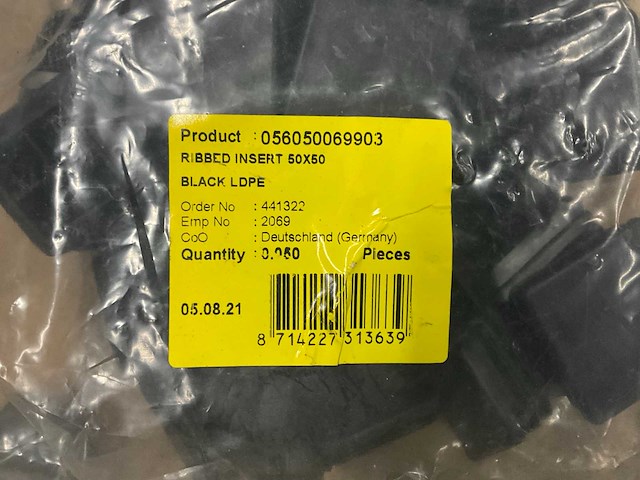 Product : 056050069903
RIBBED INSERT 50X50
BLACK LDPE
Order No : 441322
Emp No : 2069
CoO : Deutschland (Germany)
Quantity : Pieces
05.08.21
8 714227 313639